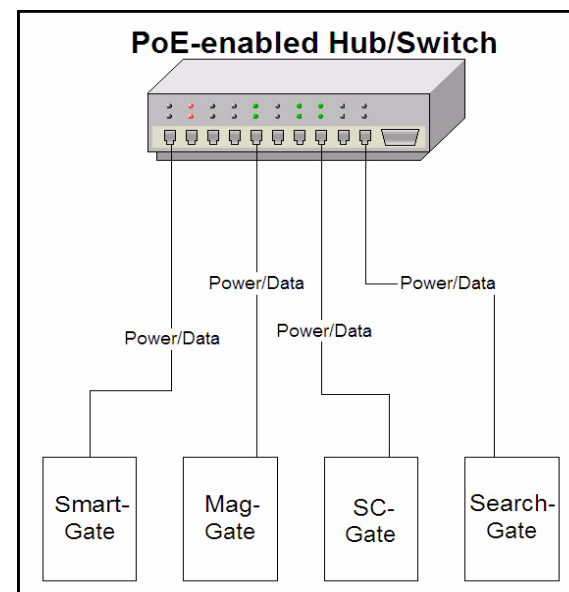 PoE-enabled Hub/Switch
Power/Data
Power/Data
Power/Data
Power/Data
Smart-
Gate
Mag-
Gate
SC-
Gate
Search-
Gate